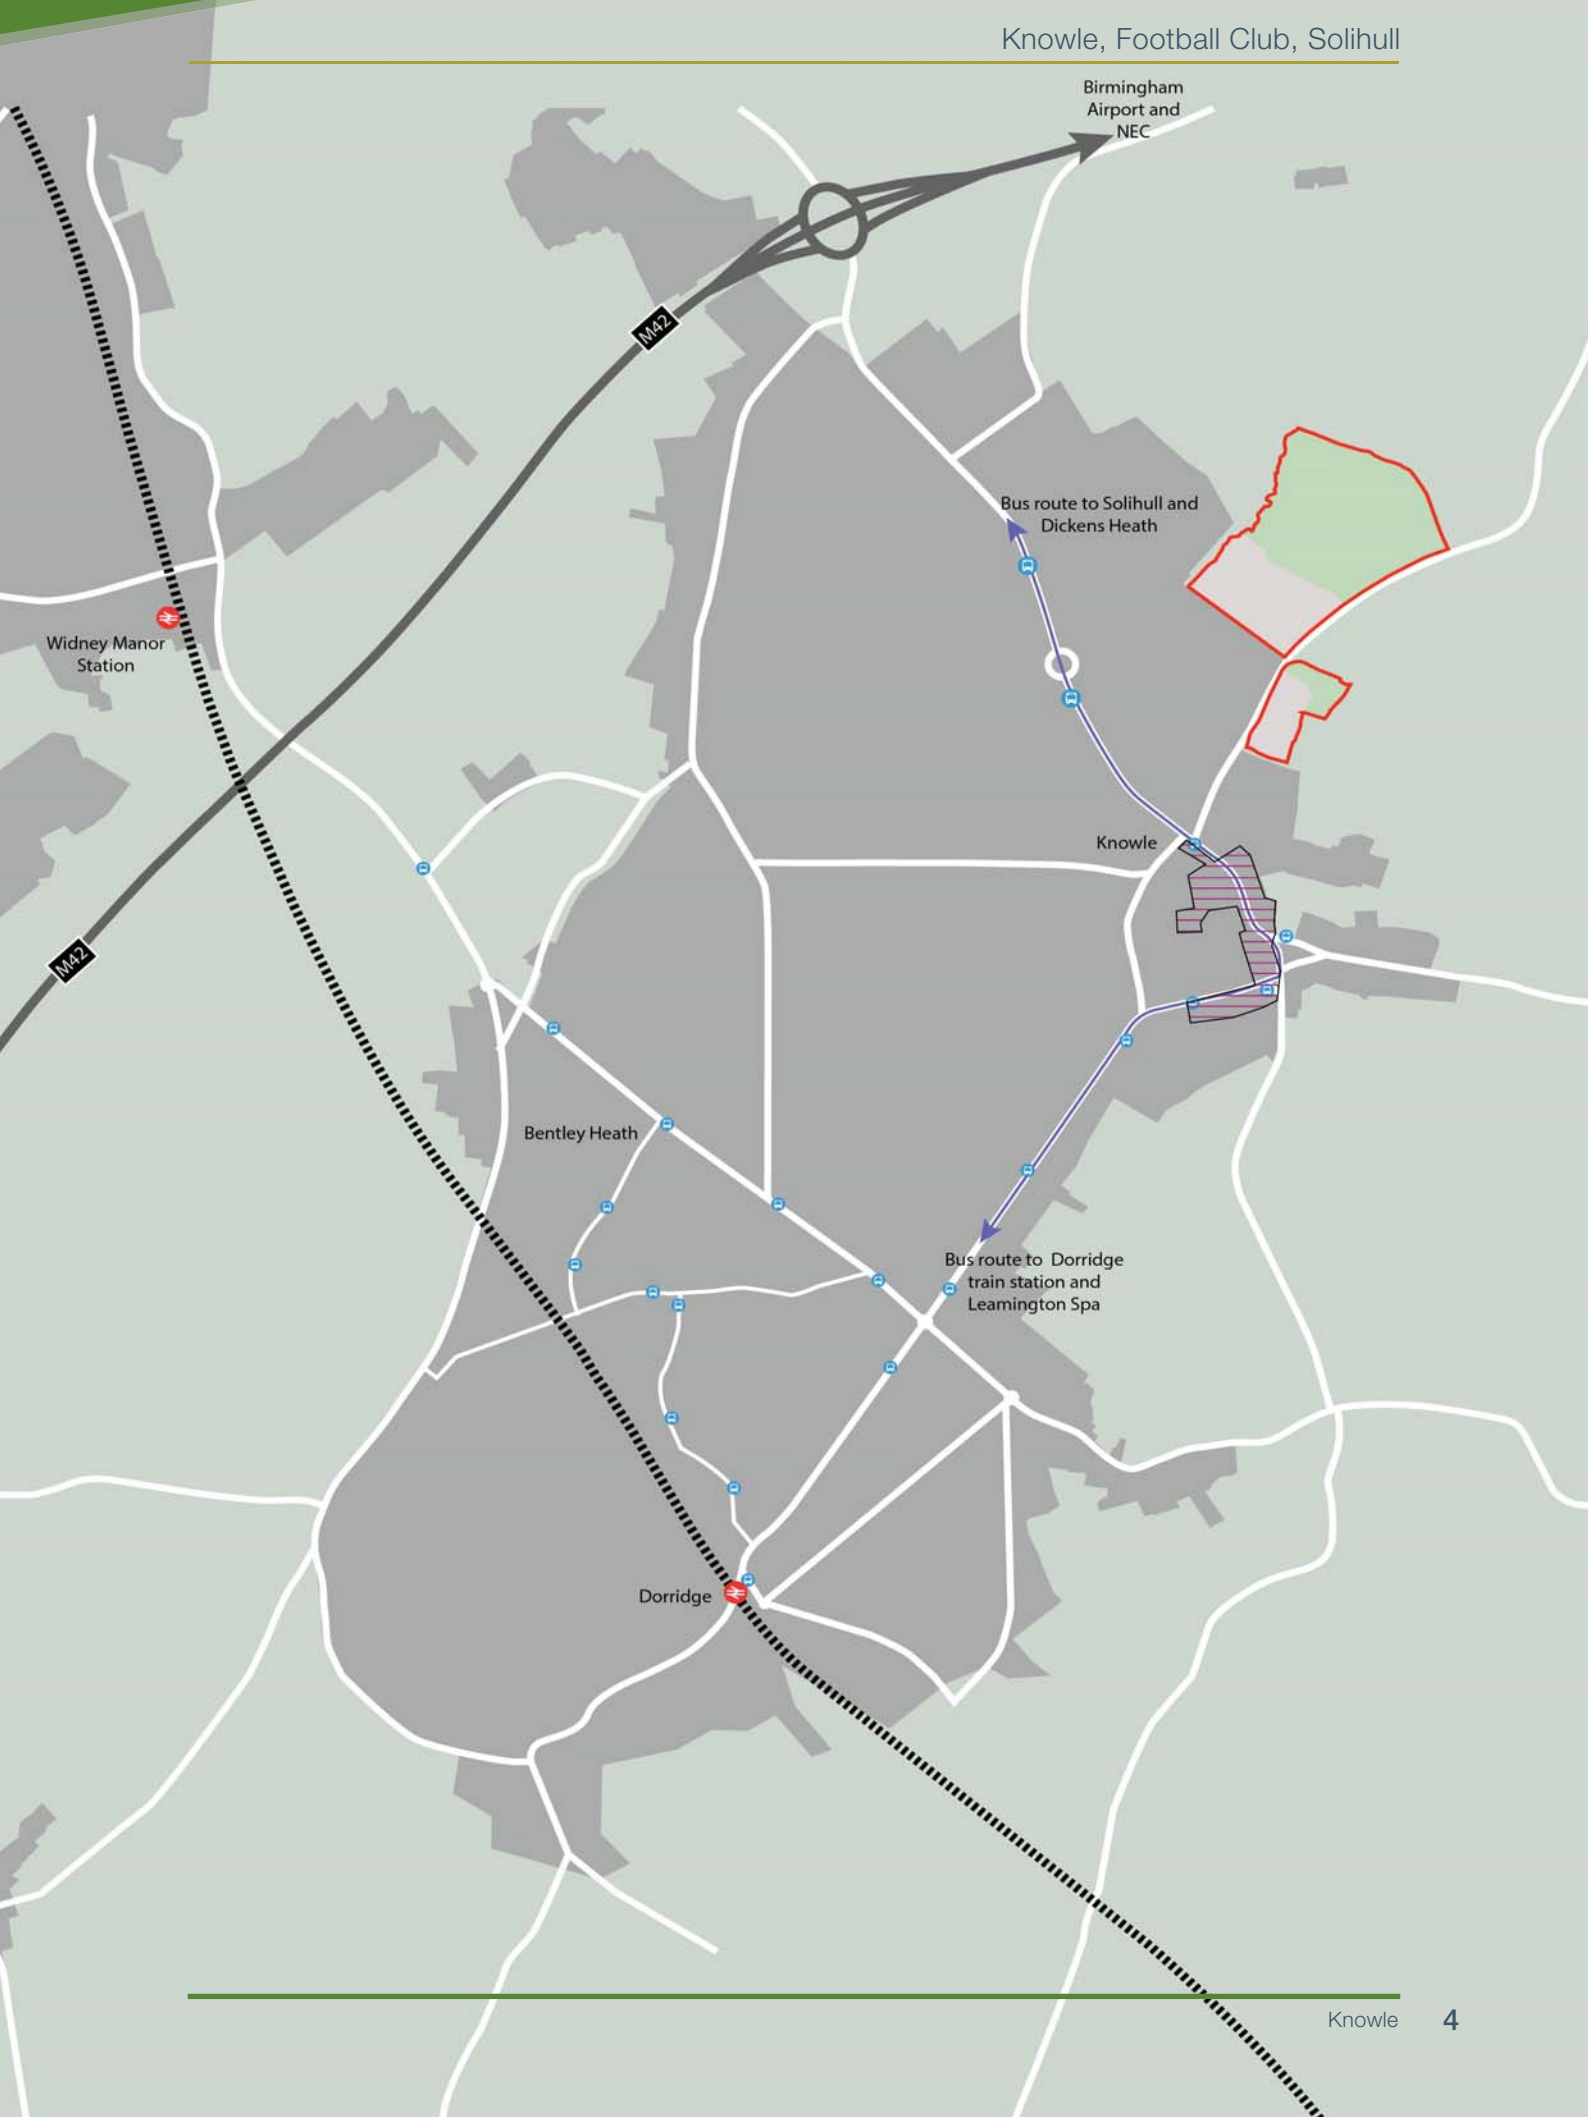 Knowle, Football Club, Solihull
Birmingham
Airport and
NEC
M42
Bus route to Solihull and
Dickens Heath
Widney Manor
Station
Knowle
M42
Bentley Heath
Bus route to Dorridge
train station and
Leamington Spa
Dorridge
Knowle 4